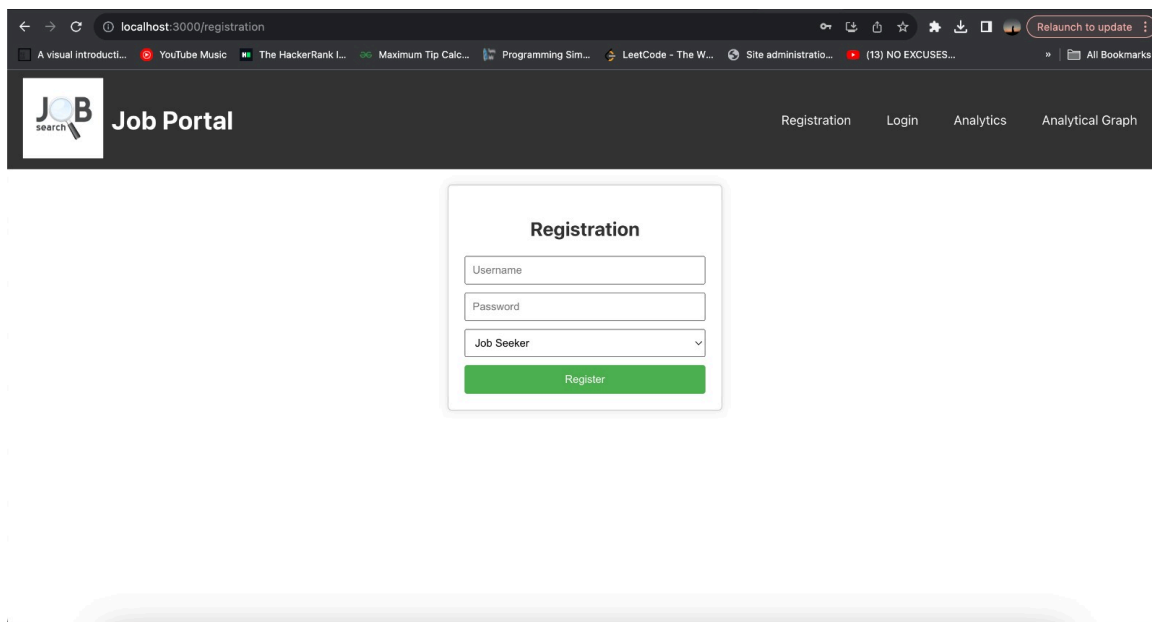 localhost:3000/registration
Relaunch to update
A visual introducti... YouTube Music The HackerRank I... Maximum Tip Calc... Programming Sim... LeetCode - The W... Site administratio... (13) NO EXCUSES... » All Bookmarks
JOB
search
Job Portal
Registration Login Analytics Analytical Graph
Registration
Username
Password
Job Seeker
Register